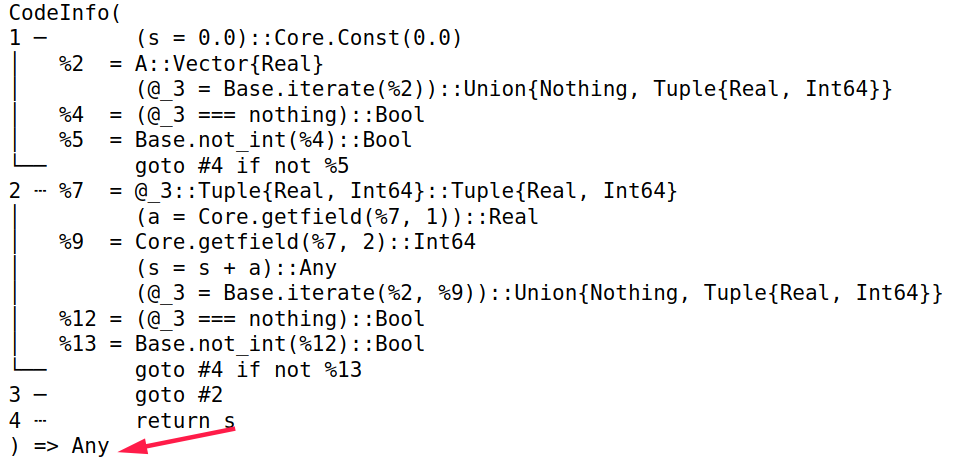 CodeInfo(
1 ─       (s = 0.0)::Core.Const(0.0)
│   %2  = A::Vector{Real}
│         (@_3 = Base.iterate(%2))::Union{Nothing, Tuple{Real, Int64}}
│   %4  = (@_3 === nothing)::Bool
│   %5  = Base.not_int(%4)::Bool
└──       goto #4 if not %5
2 ┄ %7  = @_3::Tuple{Real, Int64}::Tuple{Real, Int64}
│         (a = Core.getfield(%7, 1))::Real
│   %9  = Core.getfield(%7, 2)::Int64
│         (s = s + a)::Any
│         (@_3 = Base.iterate(%2, %9))::Union{Nothing, Tuple{Real, Int64}}
│   %12 = (@_3 === nothing)::Bool
│   %13 = Base.not_int(%12)::Bool
└──       goto #4 if not %13
3 ─       goto #2
4 ┄       return s
) => Any